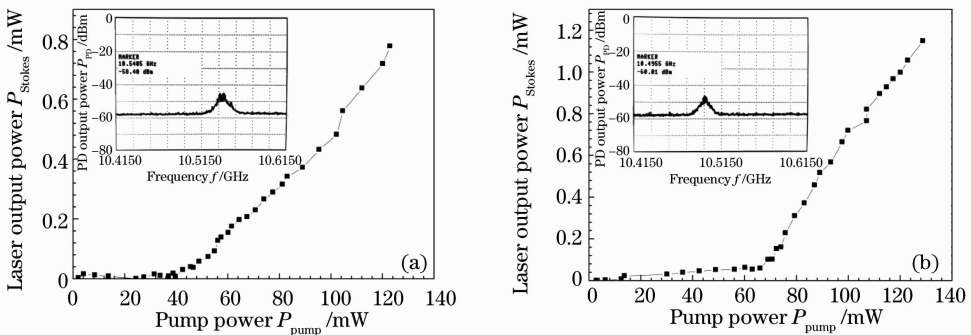 Laser output power P_Stokes /mW
0.8
0.6
0.4
0.2
0
0 20 40 60 80 100 120 140
Pump power P_pump /mW
(a)
PD output power P_PD /dBm
0
−20
−40
−60
−80
MARKER
10.5405 GHz
10.4150 10.5150 10.6150
Frequency f /GHz
Laser output power P_Stokes /mW
1.2
1.0
0.8
0.6
0.4
0.2
0
0 20 40 60 80 100 120 140
Pump power P_pump /mW
(b)
PD output power P_PD /dBm
0
−20
−40
−60
−80
MARKER
10.4955 GHz
-60.01 dBm
10.4150 10.5150 10.6150
Frequency f /GHz